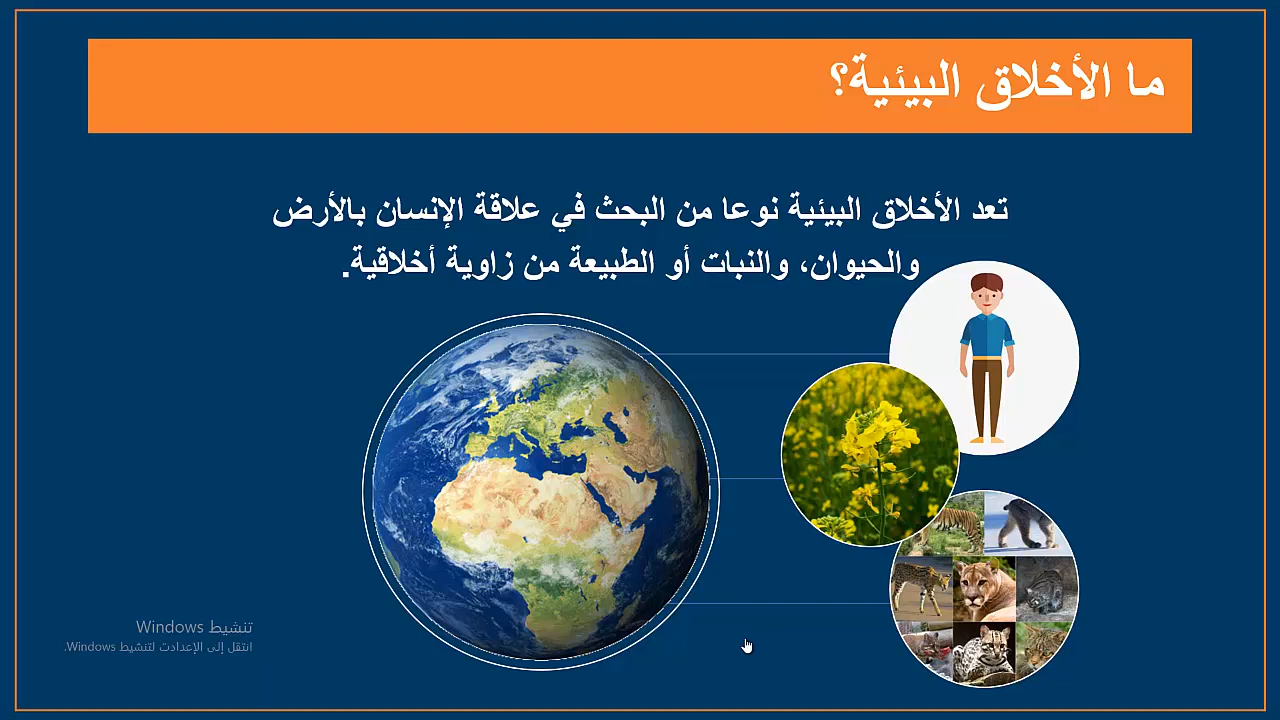 ما الأخلاق البيئية؟
تعد الأخلاق البيئية نوعا من البحث في علاقة الإنسان بالأرض
والحيوان، والنبات أو الطبيعة من زاوية أخلاقية.
تنشيط Windows
انتقل إلى الإعدادت لتنشيط Windows.